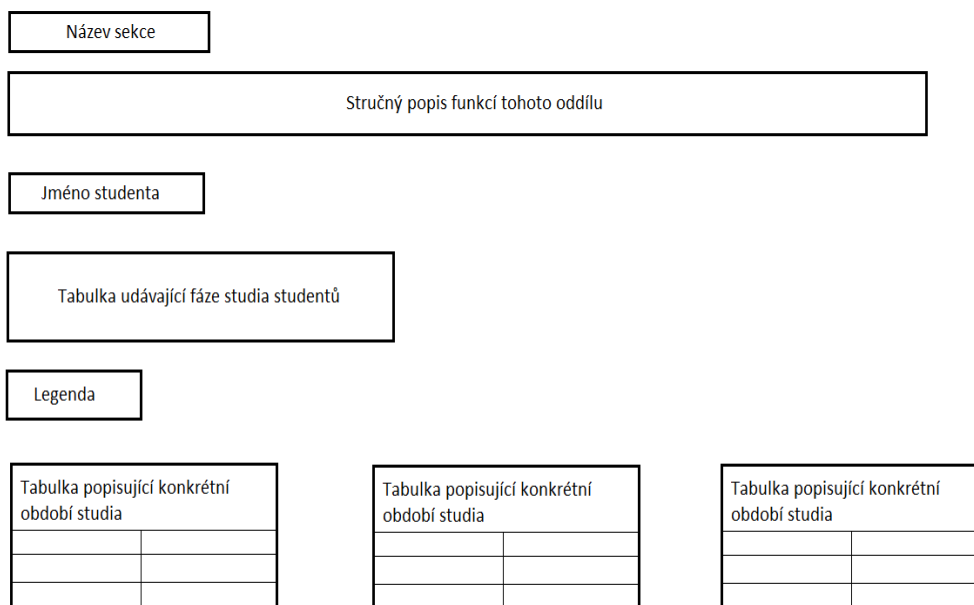 Název sekce
Stručný popis funkcí tohoto oddílu
Jméno studenta
Tabulka udávající fáze studia studentů
Legenda
Tabulka popisující konkrétní
období studia
Tabulka popisující konkrétní
období studia
Tabulka popisující konkrétní
období studia